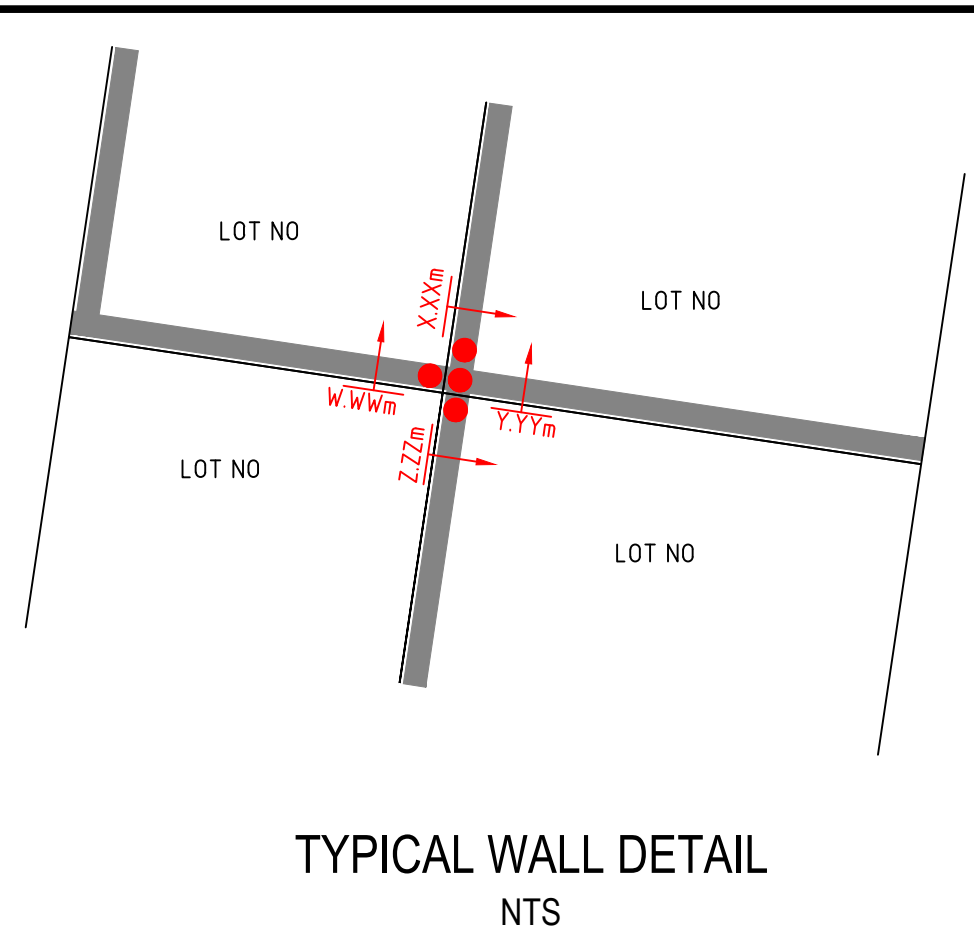 LOT NO
LOT NO
X.XXm
W.WWm
Y.YYm
Z.ZZm
LOT NO
LOT NO
TYPICAL WALL DETAIL
NTS